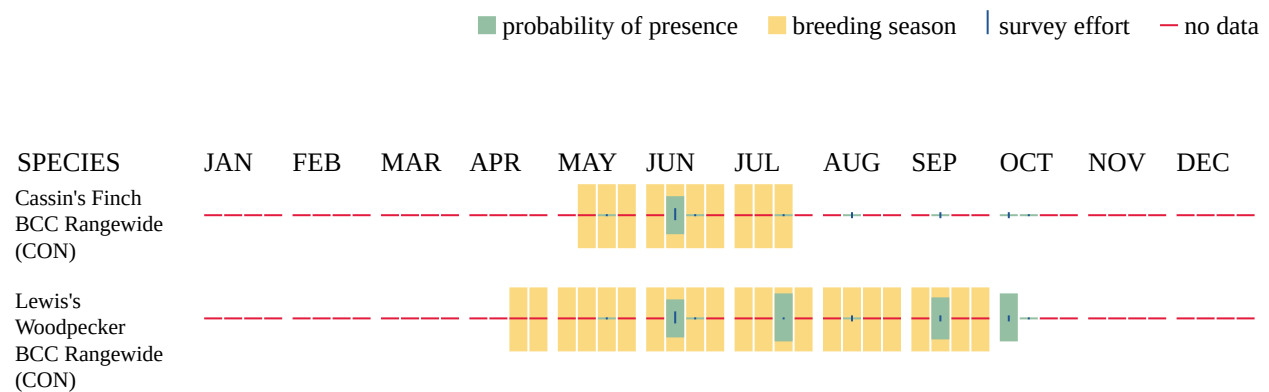 probability of presence breeding season survey effort no data
SPECIES JAN FEB MAR APR MAY JUN JUL AUG SEP OCT NOV DEC
Cassin's Finch
BCC Rangewide
(CON)
Lewis's
Woodpecker
BCC Rangewide
(CON)